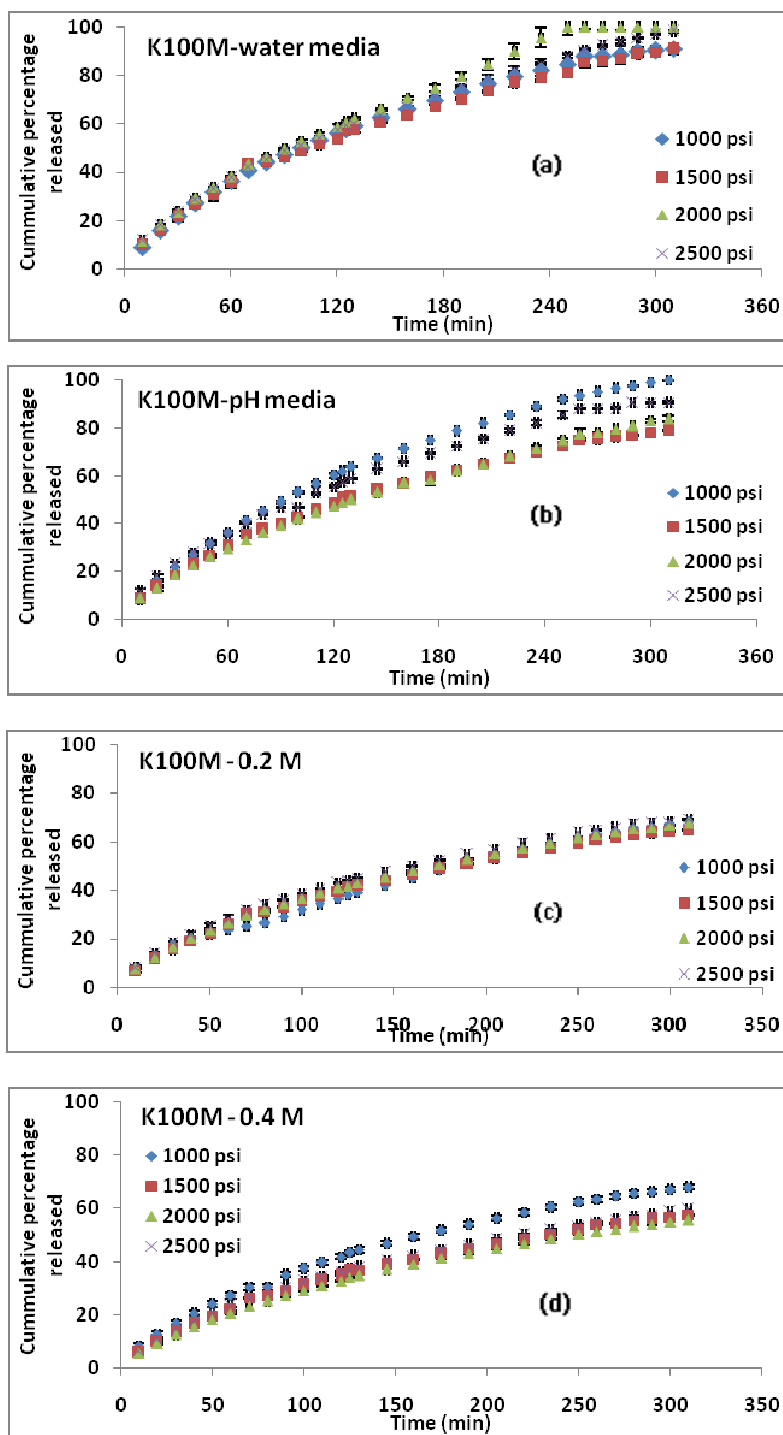 K100M-water media
Cummulative percentage
released
100
80
60
40
20
0
0 60 120 180 240 300 360
Time (min)
(a)
1000 psi
1500 psi
2000 psi
2500 psi
K100M-pH media
Cummulative percentage
released
100
80
60
40
20
0
0 60 120 180 240 300 360
Time (min)
(b)
1000 psi
1500 psi
2000 psi
2500 psi
K100M - 0.2 M
Cummulative percentage
released
100
80
60
40
20
0
0 50 100 150 200 250 300 350
Time (min)
(c)
1000 psi
1500 psi
2000 psi
2500 psi
K100M - 0.4 M
Cummulative percentage
released
100
80
60
40
20
0
0 50 100 150 200 250 300 350
Time (min)
(d)
1000 psi
1500 psi
2000 psi
2500 psi